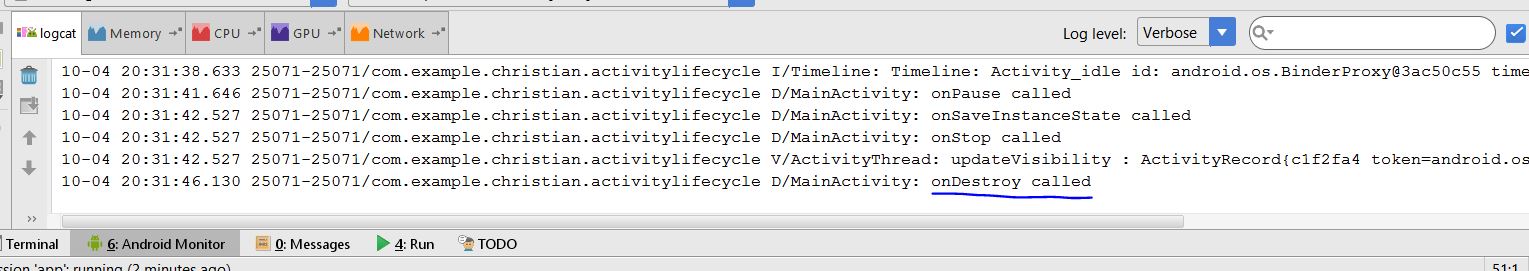 logcat Memory CPU GPU Network Log level: Verbose
10-04 20:31:38.633 25071-25071/com.example.christian.activitylifecycle I/Timeline: Timeline: Activity_idle id: android.os.BinderProxy@3ac50c55 time
10-04 20:31:41.646 25071-25071/com.example.christian.activitylifecycle D/MainActivity: onPause called
10-04 20:31:42.527 25071-25071/com.example.christian.activitylifecycle D/MainActivity: onSaveInstanceState called
10-04 20:31:42.527 25071-25071/com.example.christian.activitylifecycle D/MainActivity: onStop called
10-04 20:31:42.527 25071-25071/com.example.christian.activitylifecycle V/ActivityThread: updateVisibility : ActivityRecord{c1f2fa4 token=android.os
10-04 20:31:46.130 25071-25071/com.example.christian.activitylifecycle D/MainActivity: onDestroy called
Terminal 6: Android Monitor 0: Messages 4: Run TODO
ssion 'app': running (2 minutes ago) 51:1